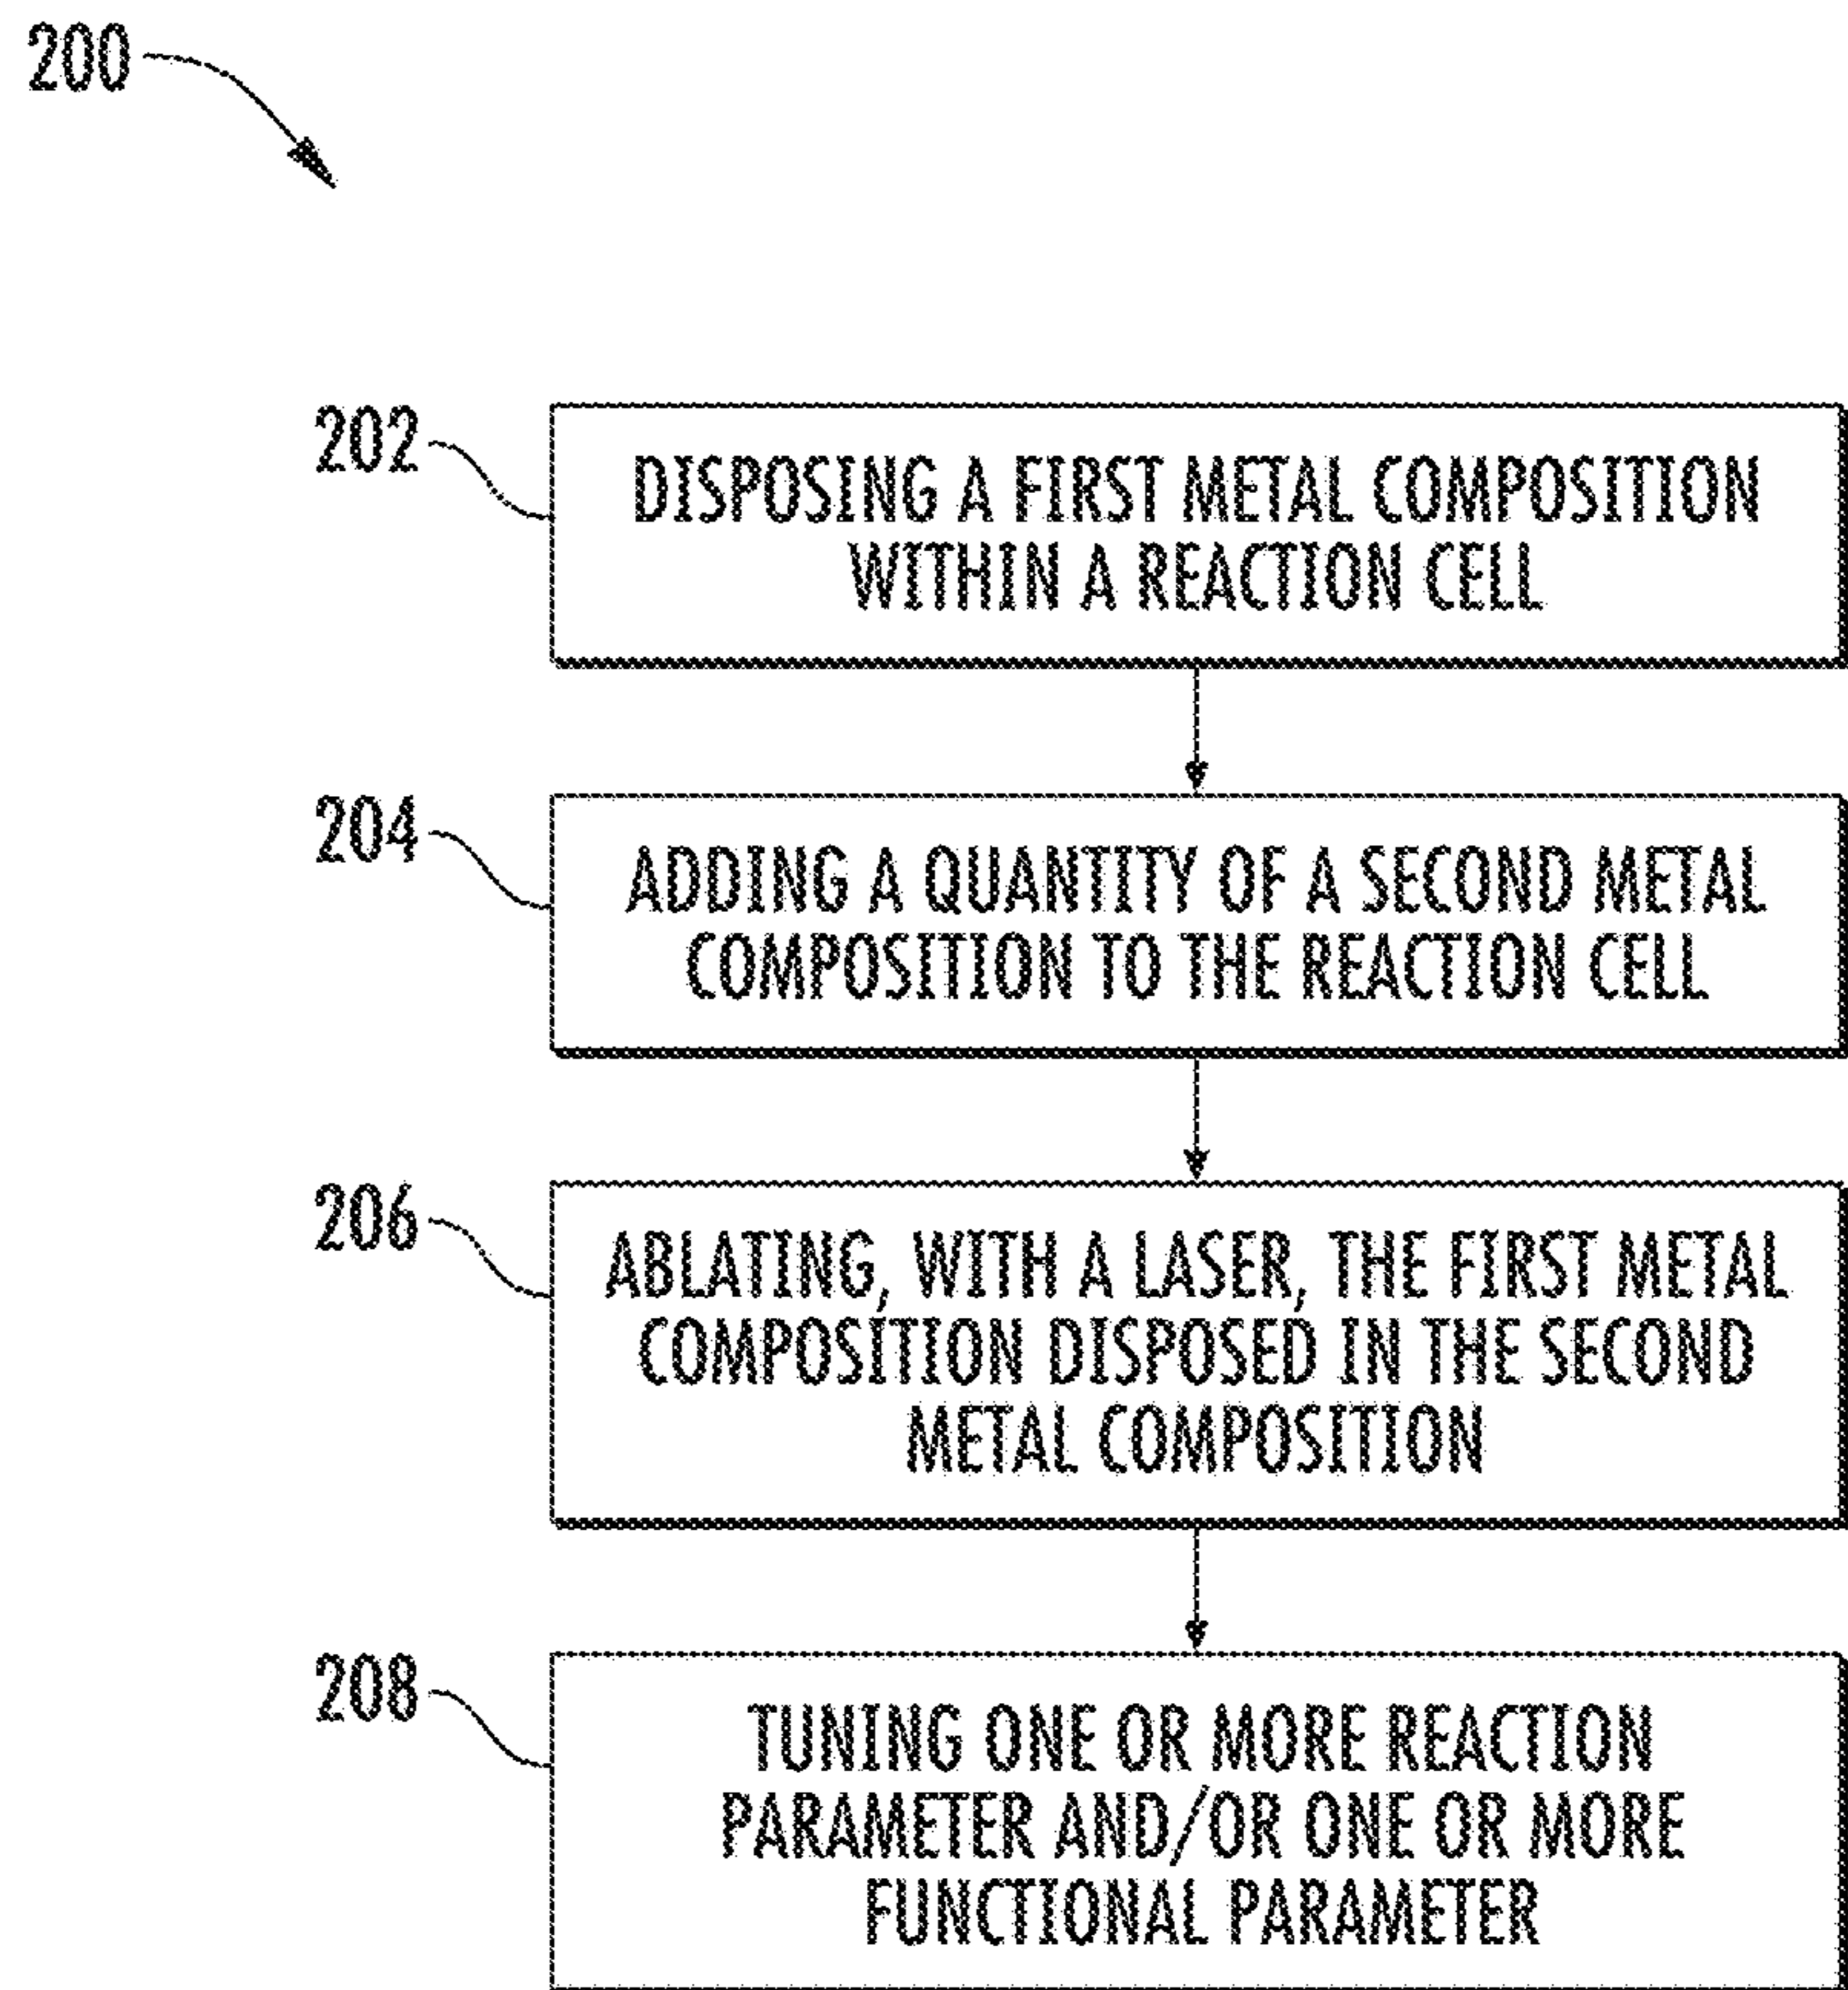 200
202
DISPOSING A FIRST METAL COMPOSITION
WITHIN A REACTION CELL
204
ADDING A QUANTITY OF A SECOND METAL
COMPOSITION TO THE REACTION CELL
206
ABLATING, WITH A LASER, THE FIRST METAL
COMPOSITION DISPOSED IN THE SECOND
METAL COMPOSITION
208
TUNING ONE OR MORE REACTION
PARAMETER AND/OR ONE OR MORE
FUNCTIONAL PARAMETER